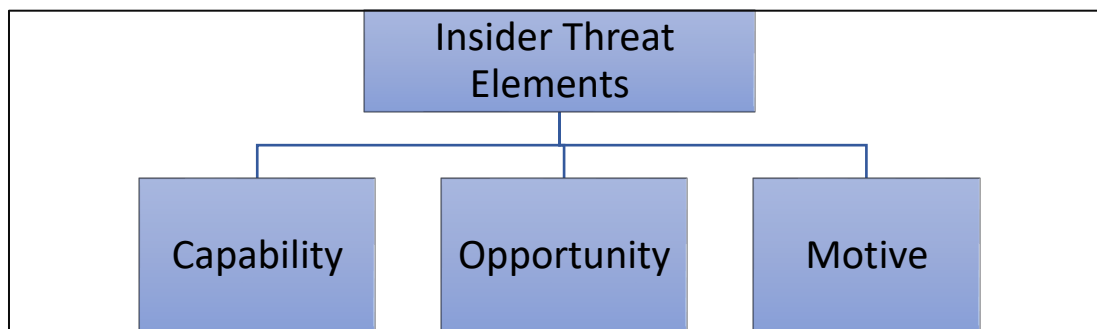 Insider Threat
Elements
Capability
Opportunity
Motive